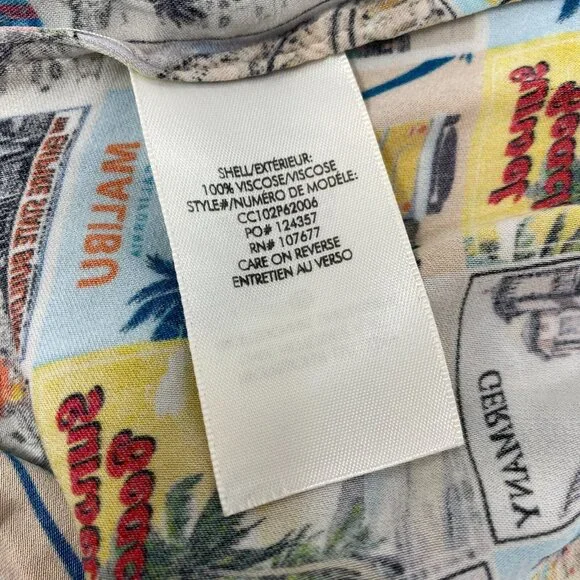 SHELL/EXTÉRIEUR:
100% VISCOSE/VISCOSE
STYLE#/NUMÉRO DE MODÈLE:
CC102P62006
PO# 124357
RN# 107677
CARE ON REVERSE
ENTRETIEN AU VERSO
MALIBU
GERMANY